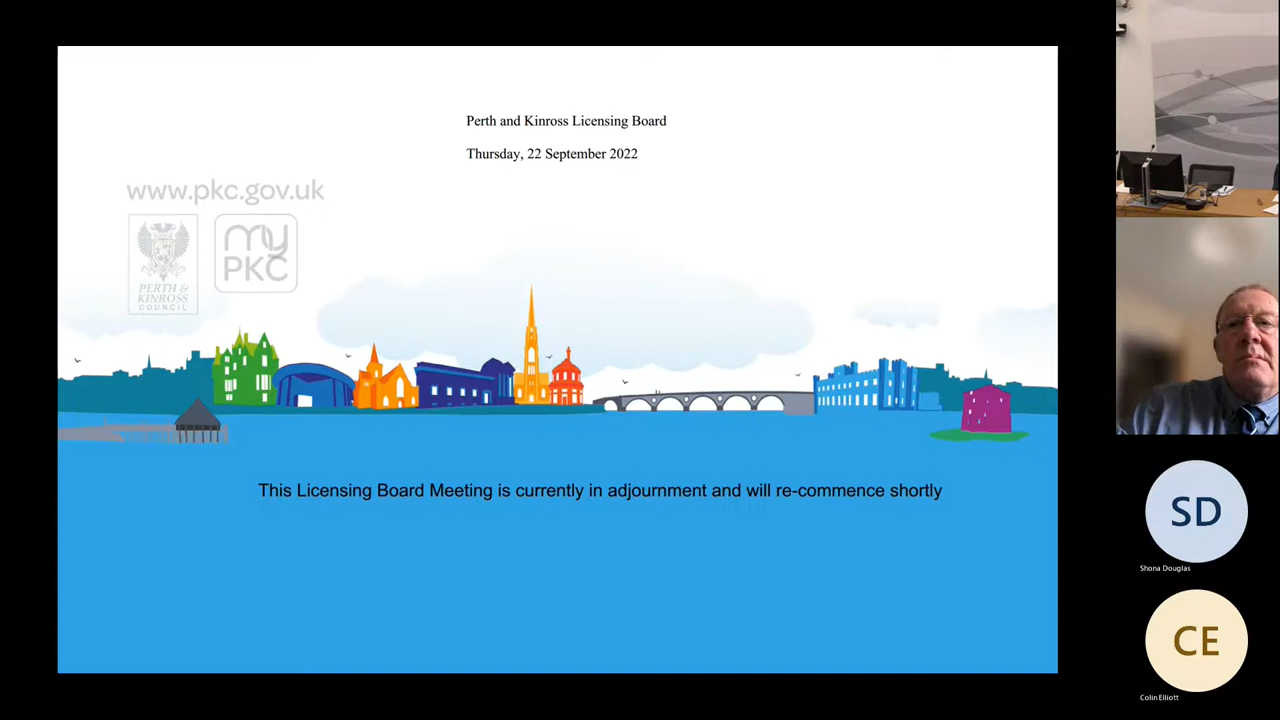 Perth and Kinross Licensing Board
Thursday, 22 September 2022
www.pkc.gov.uk
my
PKC
PERTH &
KINROSS
COUNCIL
This Licensing Board Meeting is currently in adjournment and will re-commence shortly
SD
Shona Douglas
CE
Colin Elliott